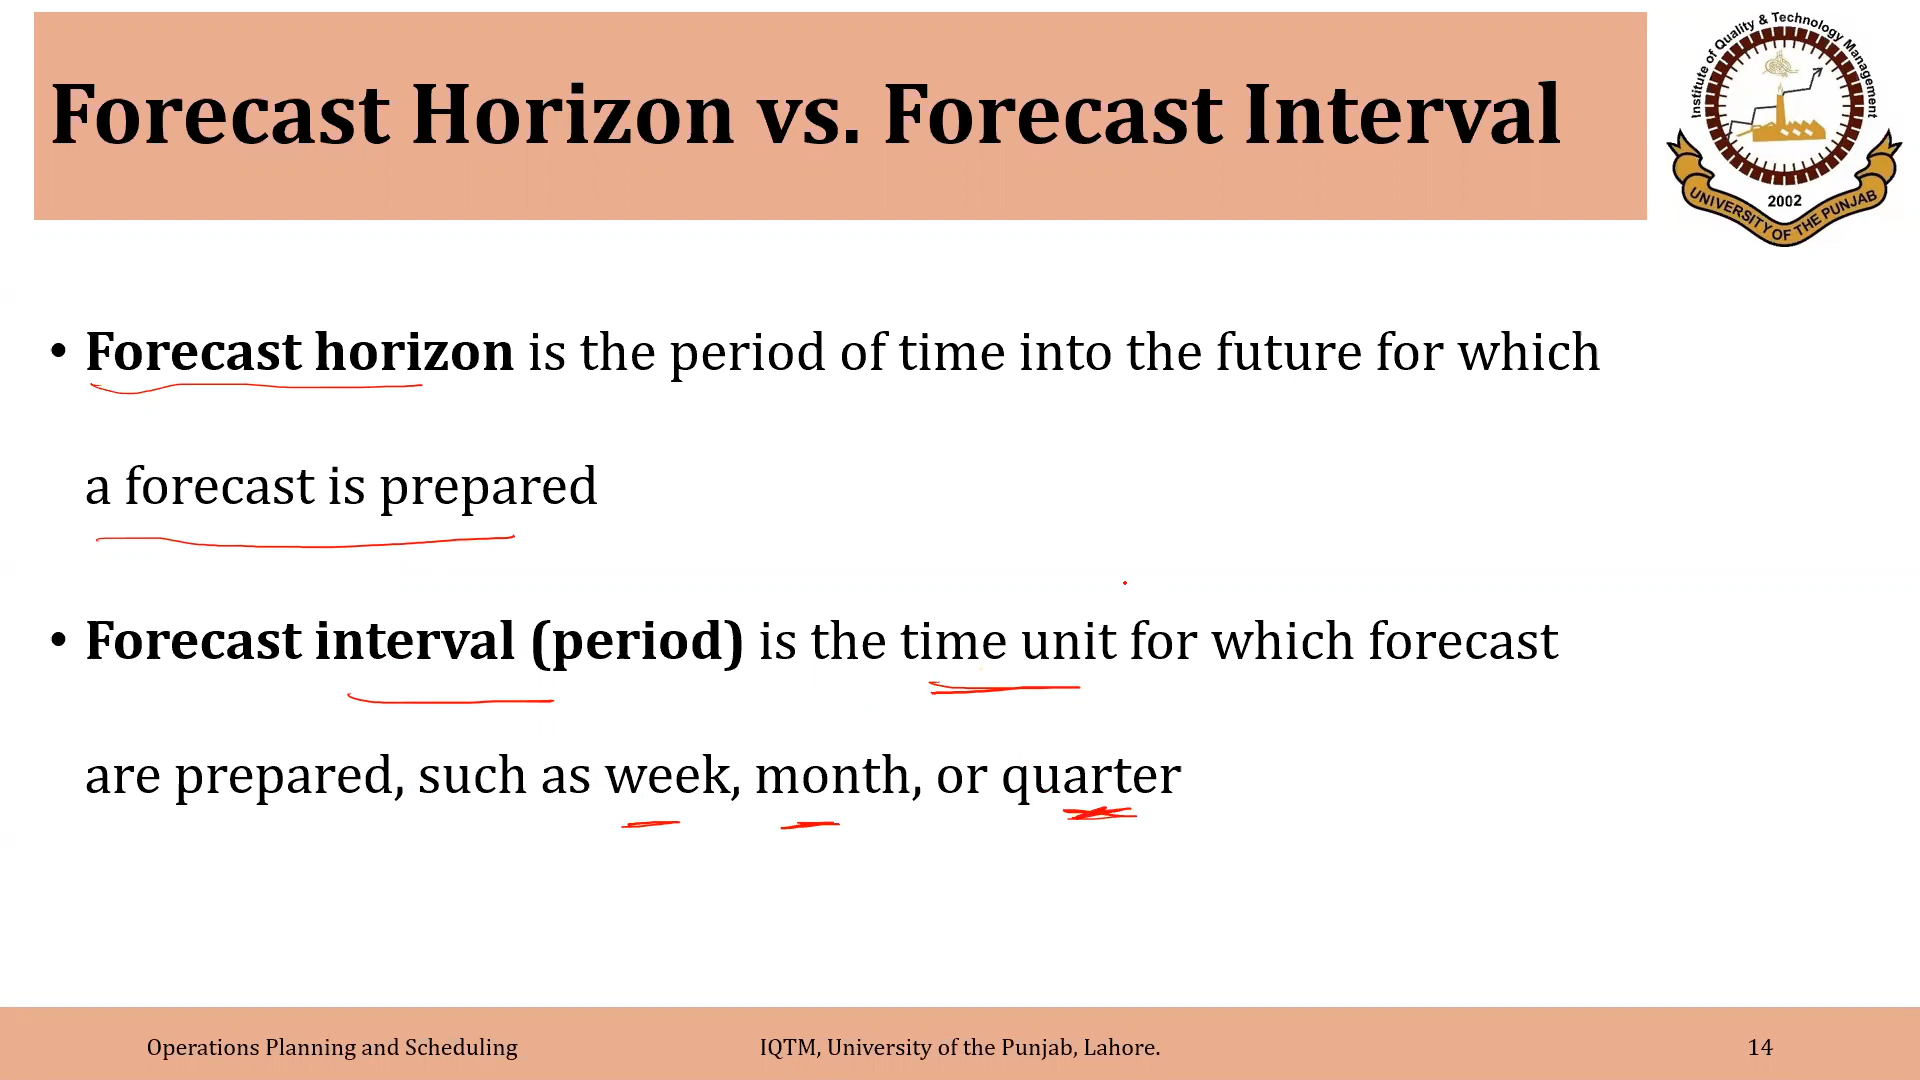 Forecast Horizon vs. Forecast Interval
Institute of Quality & Technology Management
2002
UNIVERSITY OF THE PUNJAB
• Forecast horizon is the period of time into the future for which
a forecast is prepared
• Forecast interval (period) is the time unit for which forecast
are prepared, such as week, month, or quarter
Operations Planning and Scheduling
IQTM, University of the Punjab, Lahore.
14